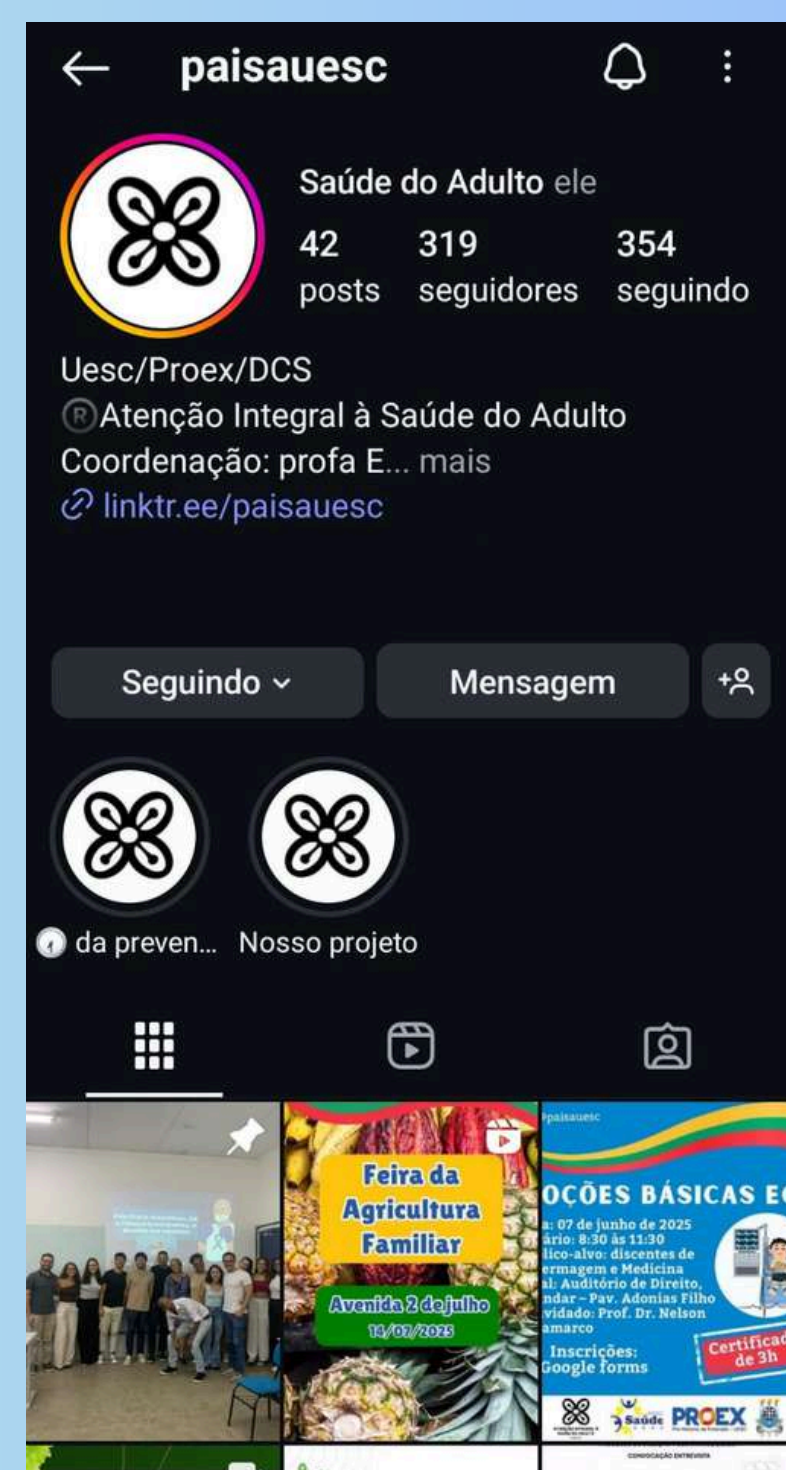 paisauesc
Saúde do Adulto ele
42 319 354
posts seguidores seguindo
Uesc/Proex/DCS
®Atenção Integral à Saúde do Adulto
Coordenação: profa E... mais
linktr.ee/paisauesc
Seguindo
Mensagem
da preven...
Nosso projeto
Feira da
Agricultura
Familiar
Avenida 2 de julho
14/07/2025
paisauesc
OÇÕES BÁSICAS E
a: 07 de junho de 2025
ário: 8:30 às 11:30
lico-alvo: discentes de
ermagem e Medicina
al: Auditório de Direito,
ndar – Pav. Adonias Filho
vidado: Prof. Dr. Nelson
amarco
Inscrições:
Google forms
Certificad
de 3h
Saúde
PROEX
CONVOCAÇÃO ENTREVISTA